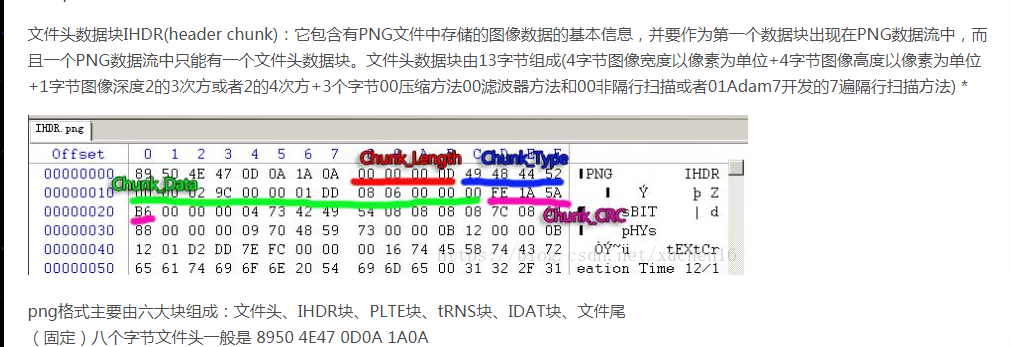 文件头数据块IHDR(header chunk)：它包含有PNG文件中存储的图像数据的基本信息，并要作为第一个数据块出现在PNG数据流中，而
且一个PNG数据流中只能有一个文件头数据块。文件头数据块由13字节组成(4字节图像宽度以像素为单位+4字节图像高度以像素为单位
+1字节图像深度2的3次方或者2的4次方+3个字节00压缩方法00滤波器方法和00非隔行扫描或者01Adam7开发的7遍隔行扫描方法) *
IHDR.png
Offset 0 1 2 3 4 5 6 7
Chunk_Length Chunk_Type
00000000 89 50 4E 47 0D 0A 1A 0A 00 00 00 0D 49 48 44 52 PNG IHDR
Chunk_Data
00000010 02 9C 00 00 01 DD 08 06 00 00 00 FE 1A 5A Ý þ Z
Chunk_CRC
00000020 B6 00 00 00 04 73 42 49 54 08 08 08 08 7C 08 sBIT | d
00000030 88 00 00 00 09 70 48 59 73 00 00 0B 12 00 00 0B pHYs
00000040 12 01 D2 DD 7E FC 00 00 00 16 74 45 58 74 43 72 ÒÝ~ü tEXtCr
00000050 65 61 74 69 6F 6E 20 54 69 6D 65 00 31 32 2F 31 eation Time 12/1
png格式主要由六大块组成：文件头、IHDR块、PLTE块、tRNS块、IDAT块、文件尾
（固定）八个字节文件头一般是 8950 4E47 0D0A 1A0A